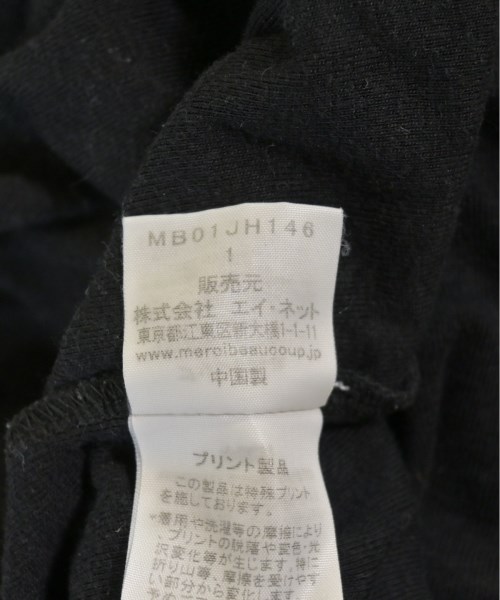 MB01JH146
1
販売元
株式会社 エイ・ネット
東京都江東区新大橋1-1-11
www.mercibeaucoup.jp
中国製
プリント製品
この製品は特殊プリント
を施しております。
*着用や洗濯等の摩擦により
、プリントの脱落や変色・光
沢変化等が生じます。特に
折り山等、摩擦を受けやす
い部分から変化します。